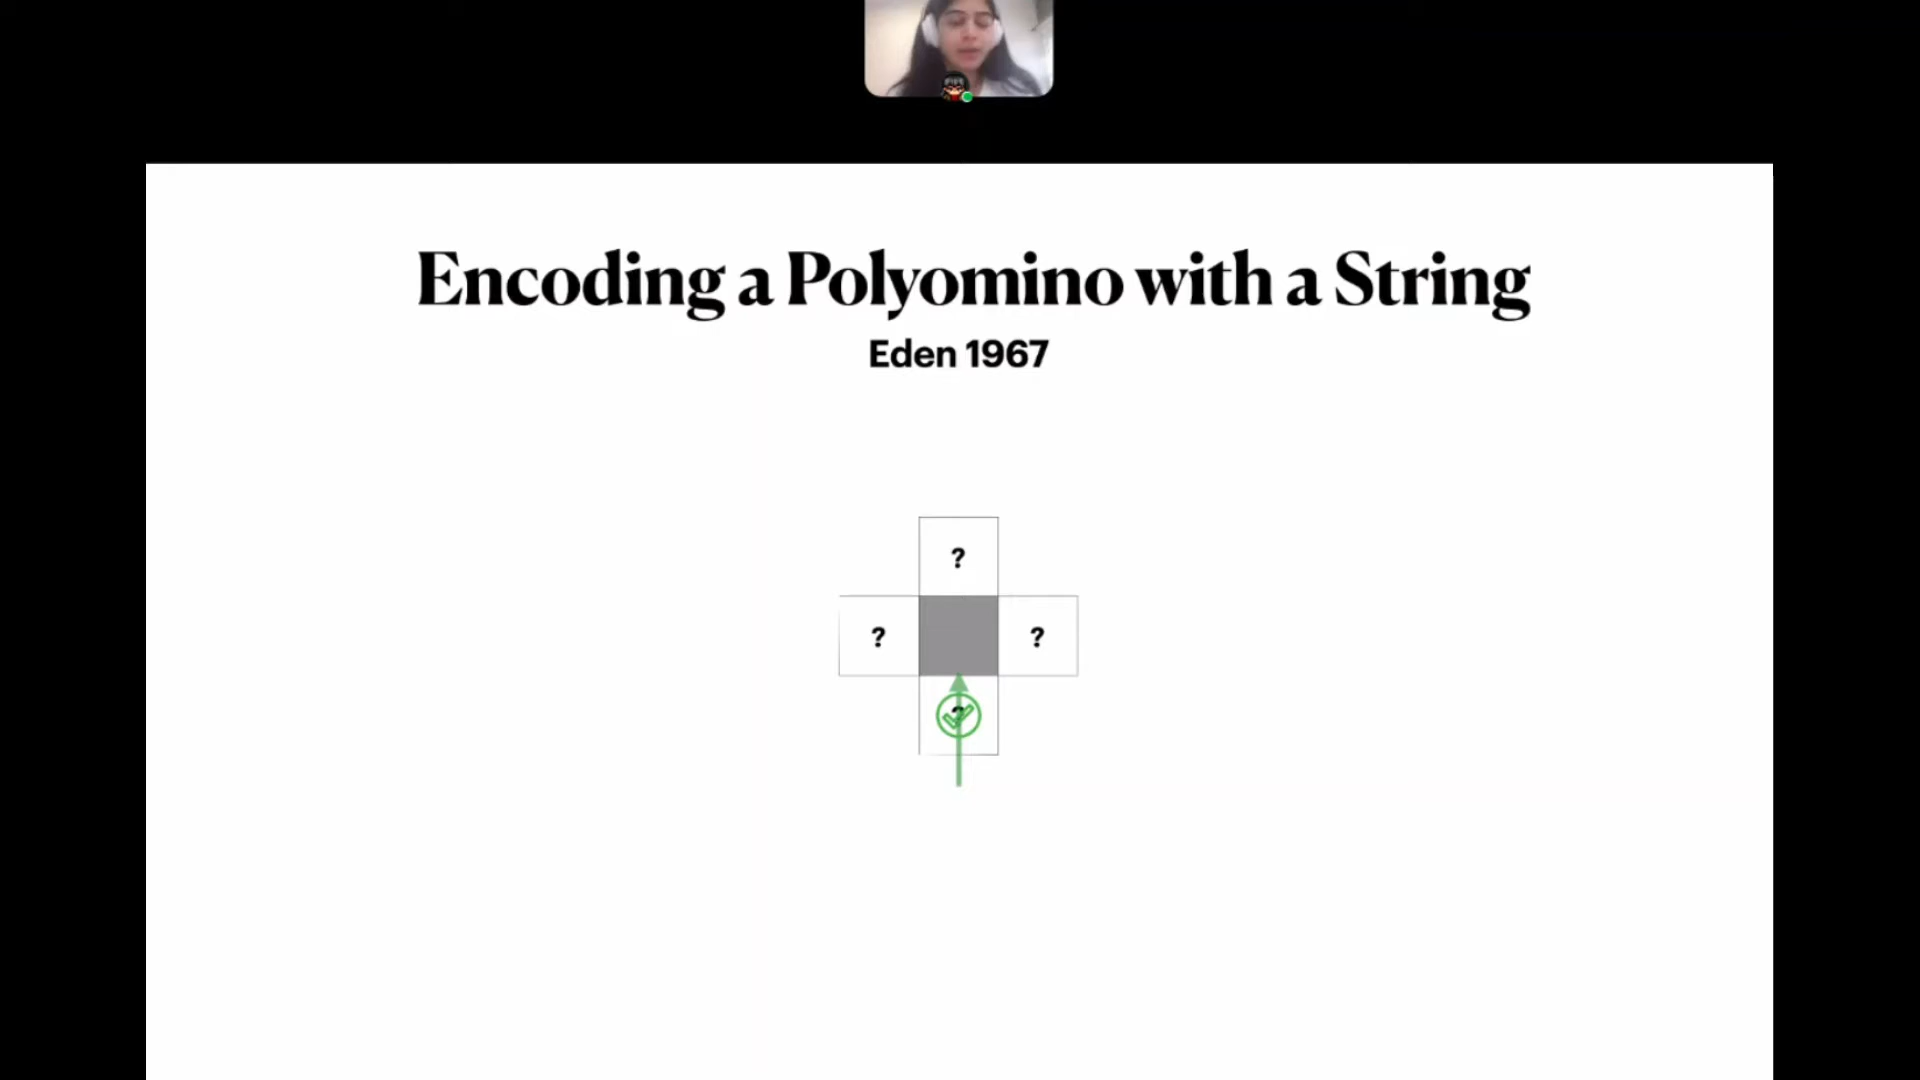 Encoding a Polyomino with a String
Eden 1967
?
? ?
?